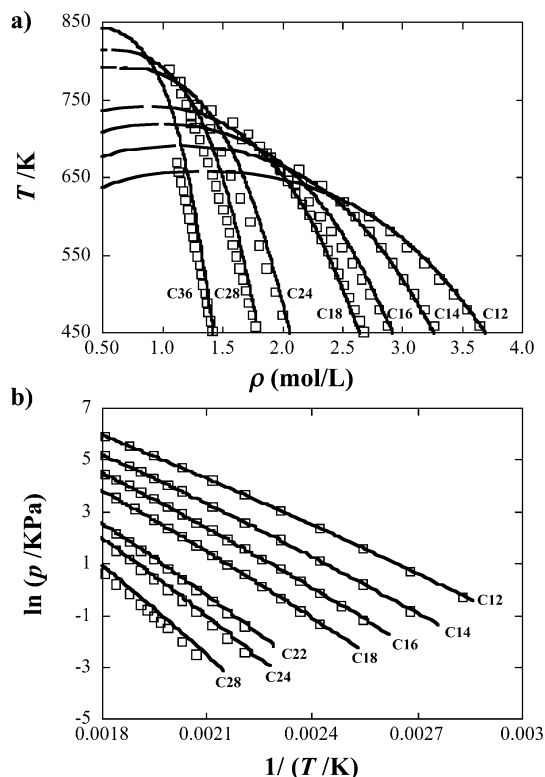 a)
850
750
650
550
450
T /K
C36
C28
C24
C18
C16
C14
C12
0.50
1.0
1.5
2.0
2.5
3.0
3.5
4.0
ρ (mol/L)
b)
7
5
3
1
-1
-3
-5
ln (p /KPa)
C12
C14
C16
C18
C22
C24
C28
0.0018
0.0021
0.0024
0.0027
0.003
1/ (T /K)